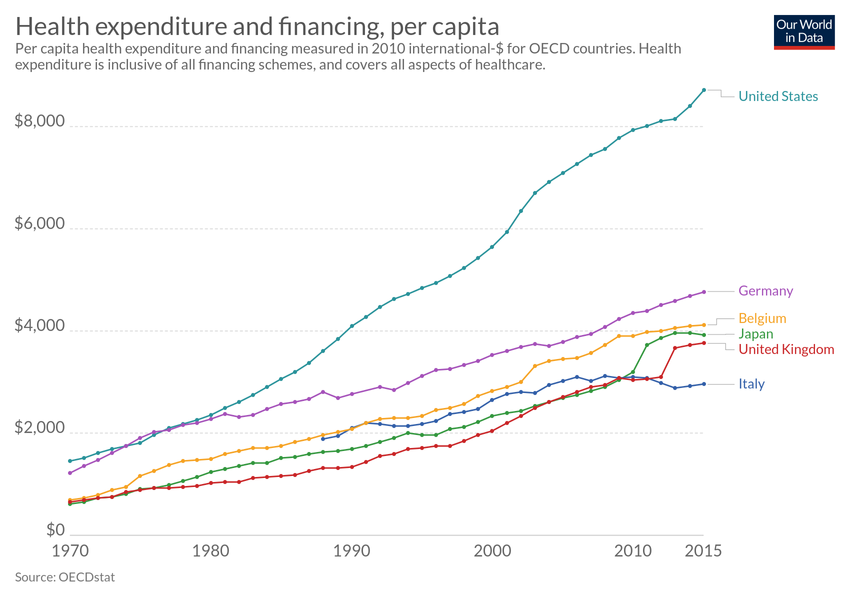 Health expenditure and financing, per capita
Our World
in Data
Per capita health expenditure and financing measured in 2010 international-$ for OECD countries. Health
expenditure is inclusive of all financing schemes, and covers all aspects of healthcare.
United States
$8,000
$6,000
Germany
$4,000
Belgium
Japan
United Kingdom
Italy
$2,000
$0
1970
1980
1990
2000
2010
2015
Source: OECDstat